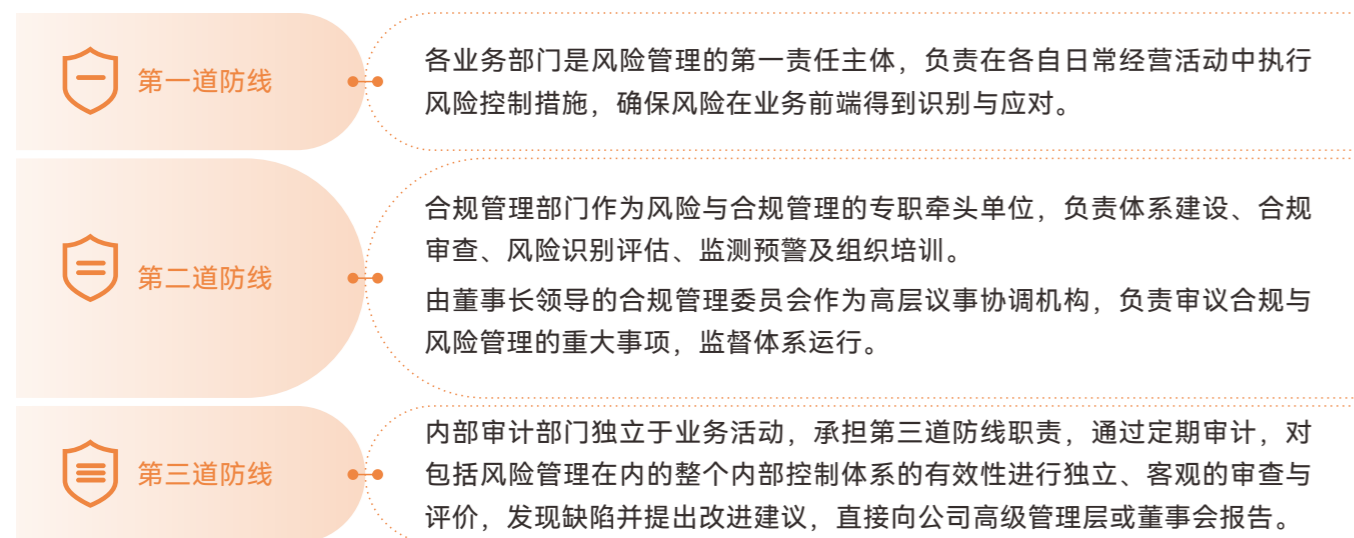 第一道防线
各业务部门是风险管理的第一责任主体，负责在各自日常经营活动中执行
风险控制措施，确保风险在业务前端得到识别与应对。
第二道防线
合规管理部门作为风险与合规管理的专职牵头单位，负责体系建设、合规
审查、风险识别评估、监测预警及组织培训。
由董事长领导的合规管理委员会作为高层议事协调机构，负责审议合规与
风险管理的重大事项，监督体系运行。
第三道防线
内部审计部门独立于业务活动，承担第三道防线职责，通过定期审计，对
包括风险管理在内的整个内部控制体系的有效性进行独立、客观的审查与
评价，发现缺陷并提出改进建议，直接向公司高级管理层或董事会报告。